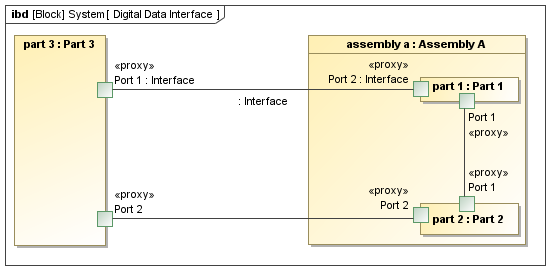 ibd [Block] System [ Digital Data Interface ]
part 3 : Part 3
assembly a : Assembly A
«proxy»
Port 1 : Interface
«proxy»
Port 2 : Interface
part 1 : Part 1
: Interface
Port 1
«proxy»
«proxy»
Port 1
«proxy»
Port 2
«proxy»
Port 2
part 2 : Part 2